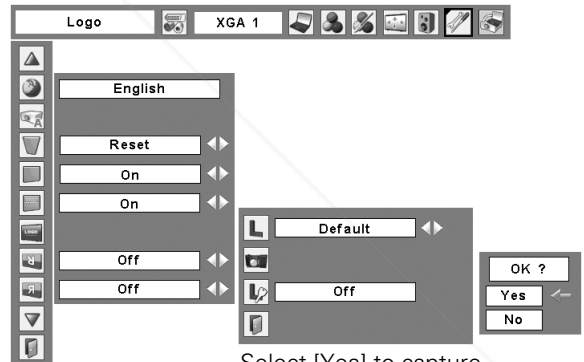 Logo
XGA 1
English
Reset
On
On
Default
Off
Off
Off
OK ?
Yes
No
Select [Yes] to capture